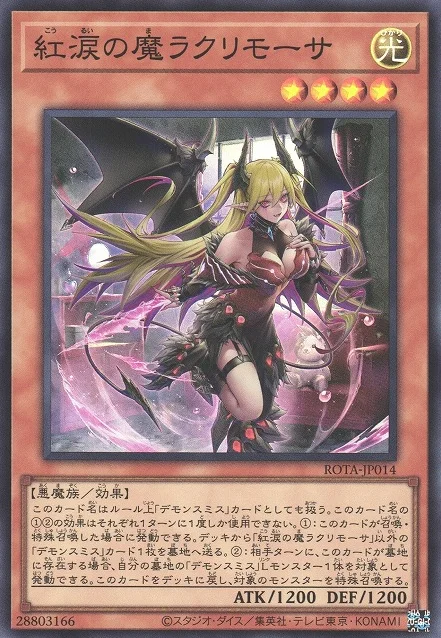 紅涙の魔ラクリモーサ
光
ROTA-JP014
【悪魔族/効果】
このカード名はルール上「デモンスミス」カードとしても扱う。このカード名の
①②の効果はそれぞれ1ターンに1度しか使用できない。①:このカードが召喚・
特殊召喚した場合に発動できる。デッキから「紅涙の魔ラクリモーサ」以外の
「デモンスミス」カード1枚を墓地へ送る。②:相手ターンに、このカードが墓地
に存在する場合、自分の墓地の「デモンスミス」Lモンスター1体を対象として
発動できる。このカードをデッキに戻し、対象のモンスターを特殊召喚する。
ATK/1200 DEF/1200
28803166 ©スタジオ・ダイス/集英社・テレビ東京・KONAMI